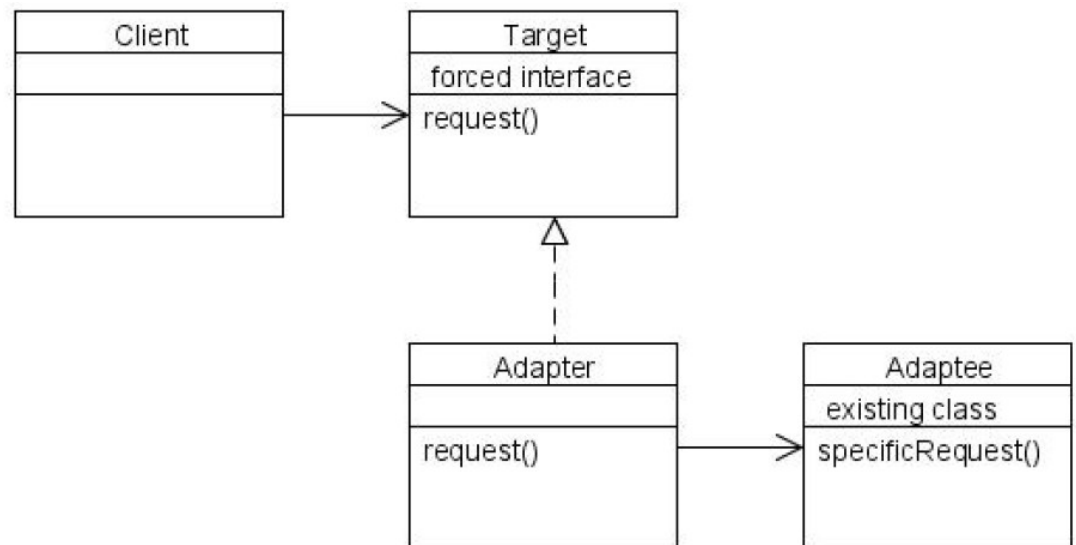 Client
Target
forced interface
request()
Adapter
request()
Adaptee
existing class
specificRequest()